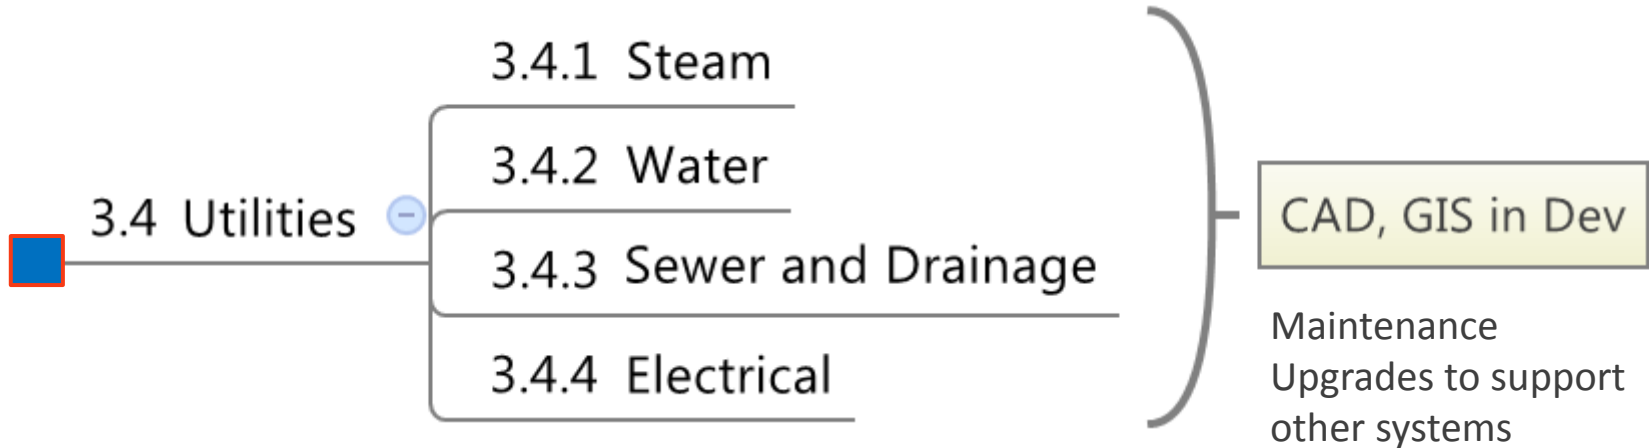 3.4.1 Steam
3.4.2 Water
3.4 Utilities
3.4.3 Sewer and Drainage
3.4.4 Electrical
CAD, GIS in Dev
Maintenance
Upgrades to support
other systems